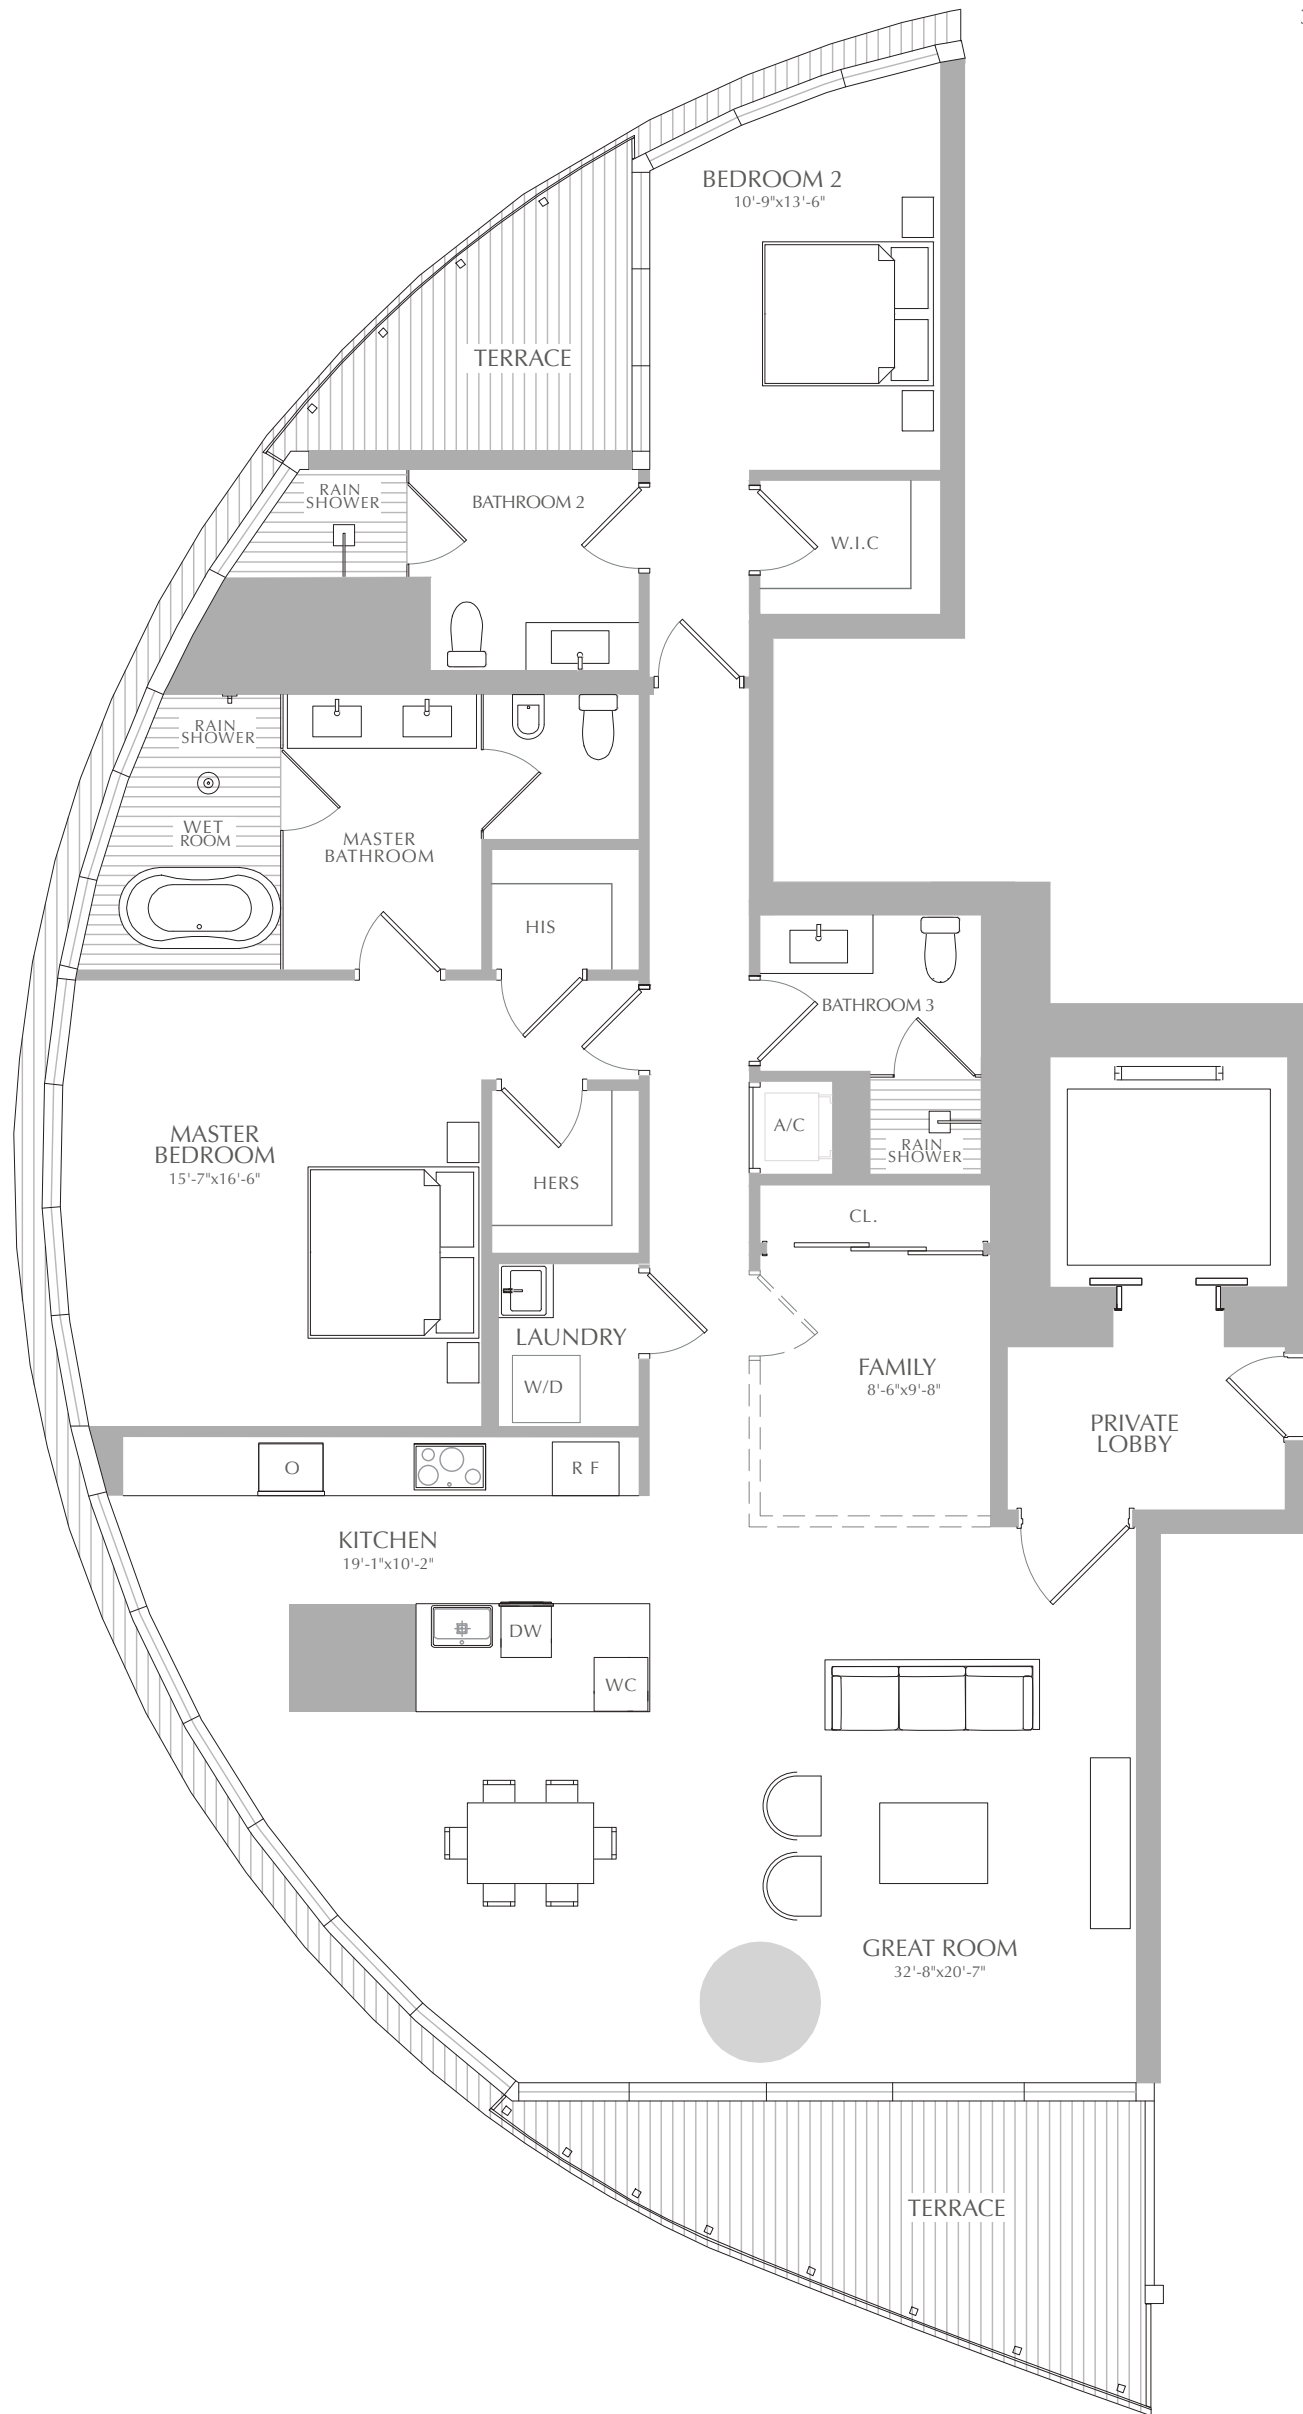 BEDROOM 2
10'-9"x13'-6"
TERRACE
RAIN
SHOWER
BATHROOM 2
W.I.C
RAIN
SHOWER
WET
ROOM
MASTER
BATHROOM
HIS
BATHROOM 3
A/C
RAIN
SHOWER
MASTER
BEDROOM
15'-7"x16'-6"
HERS
CL.
LAUNDRY
W/D
FAMILY
8'-6"x9'-8"
PRIVATE
LOBBY
O
R F
KITCHEN
19'-1"x10'-2"
DW
WC
GREAT ROOM
32'-8"x20'-7"
TERRACE